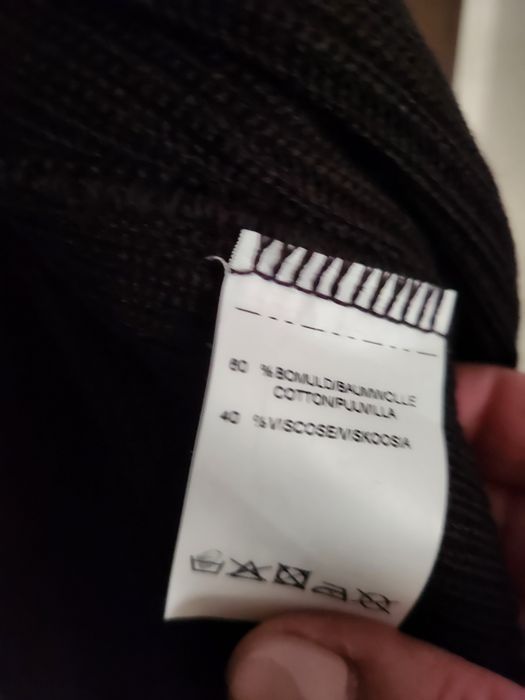 60 % BOMULD/BAUMWOLLE
COTTON/PUUVILLA
40 % VISCOSE/VISKOOSIA